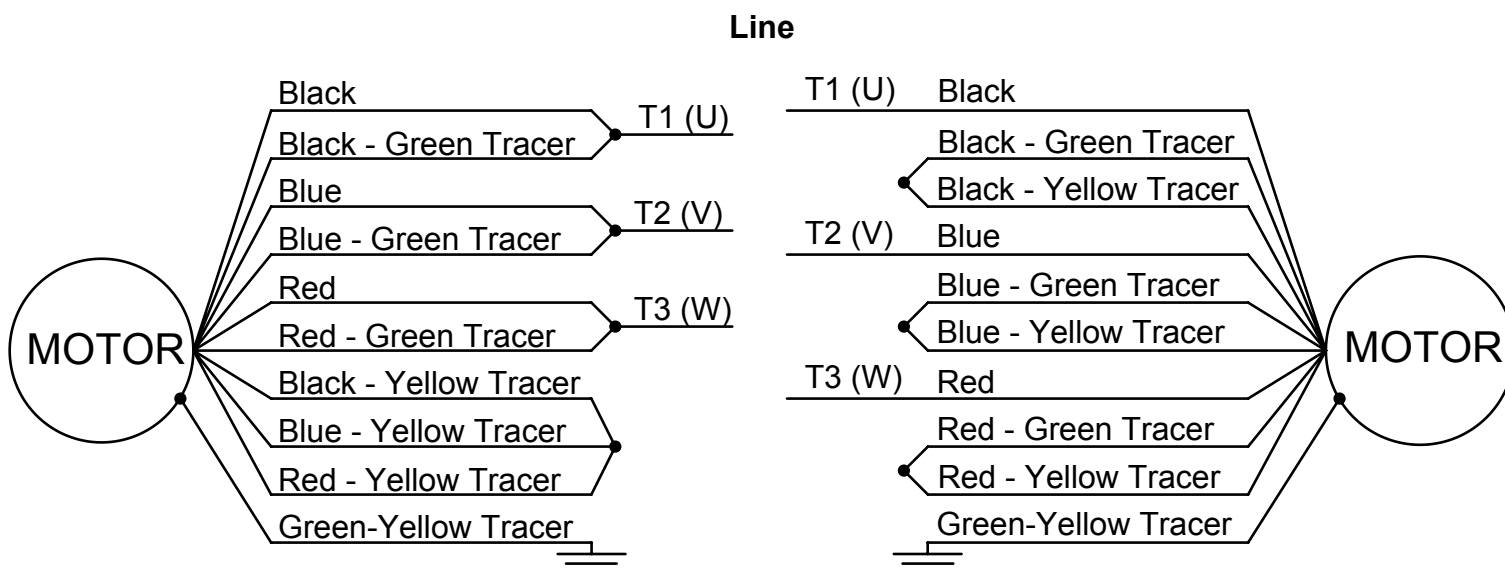 Line
Black
T1 (U)
Black - Green Tracer
Blue
T2 (V)
Blue - Green Tracer
Red
T3 (W)
Red - Green Tracer
Black - Yellow Tracer
Blue - Yellow Tracer
Red - Yellow Tracer
Green-Yellow Tracer
MOTOR
T1 (U) Black
Black - Green Tracer
Black - Yellow Tracer
T2 (V) Blue
Blue - Green Tracer
Blue - Yellow Tracer
T3 (W) Red
Red - Green Tracer
Red - Yellow Tracer
Green-Yellow Tracer
MOTOR